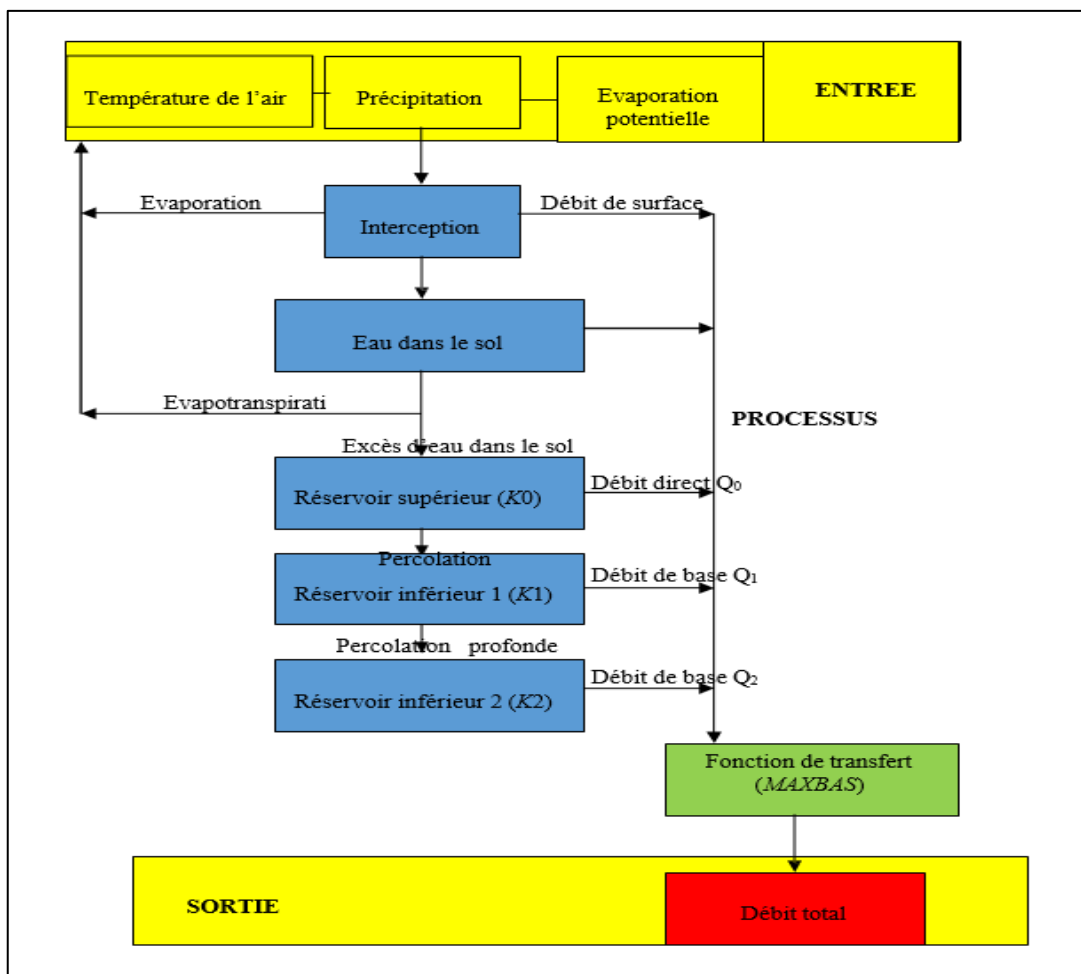 Température de l'air
Précipitation
Evaporation
potentielle
ENTREE
Evaporation
Débit de surface
Interception
Eau dans le sol
Evapotranspirati
PROCESSUS
Excès d'eau dans le sol
Réservoir supérieur (K0)
Débit direct Q₀
Percolation
Réservoir inférieur 1 (K1)
Débit de base Q₁
Percolation profonde
Réservoir inférieur 2 (K2)
Débit de base Q₂
Fonction de transfert
(MAXBAS)
SORTIE
Débit total